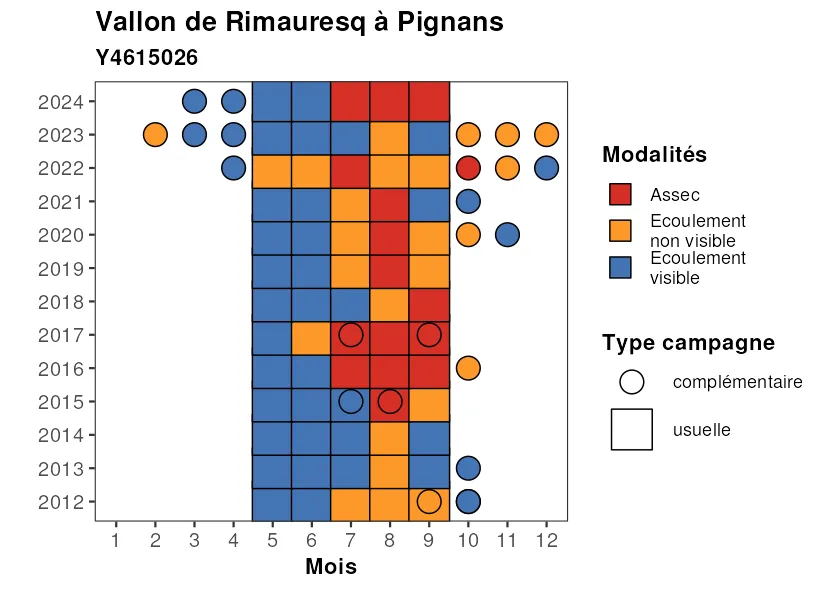 Vallon de Rimauresq à Pignans
Y4615026
2024
2023
2022
2021
2020
2019
2018
2017
2016
2015
2014
2013
2012
1 2 3 4 5 6 7 8 9 10 11 12
Mois
Modalités
Assec
Ecoulement
non visible
Ecoulement
visible
Type campagne
complémentaire
usuelle